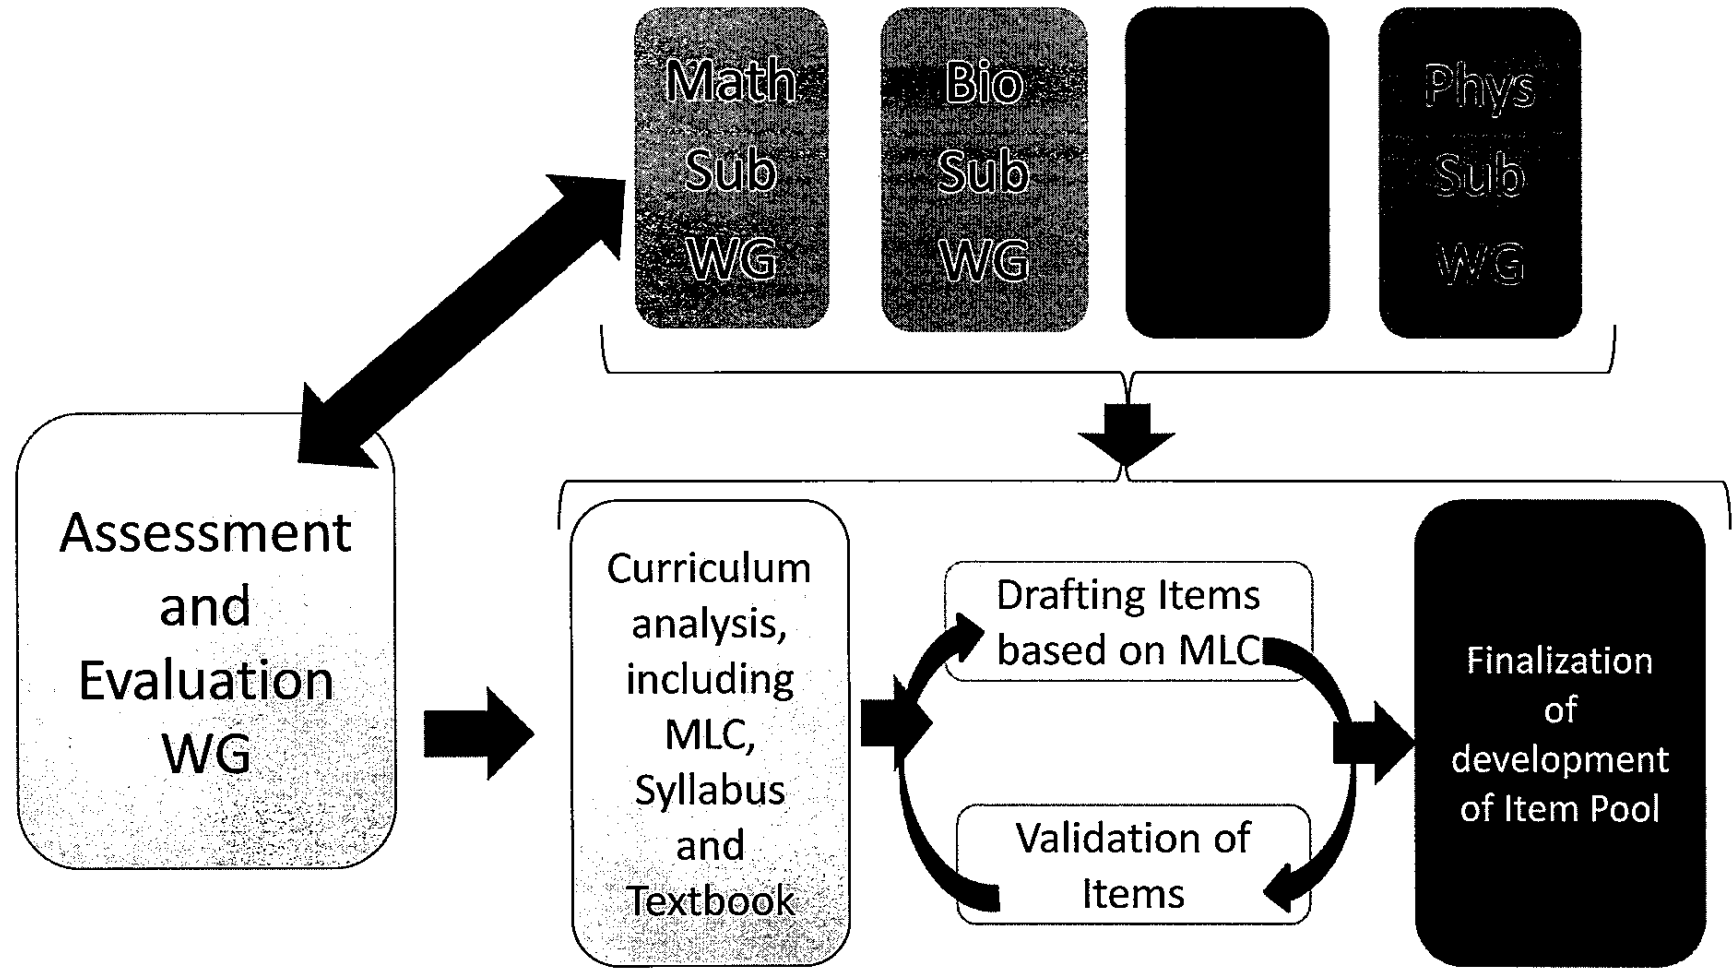 Math
Sub
WG
Bio
Sub
WG
Phys
Sub
WG
Assessment
and
Evaluation
WG
Curriculum
analysis,
including
MLC,
Syllabus
and
Textbook
Drafting Items
based on MLC
Validation of
Items
Finalization
of
development
of Item Pool